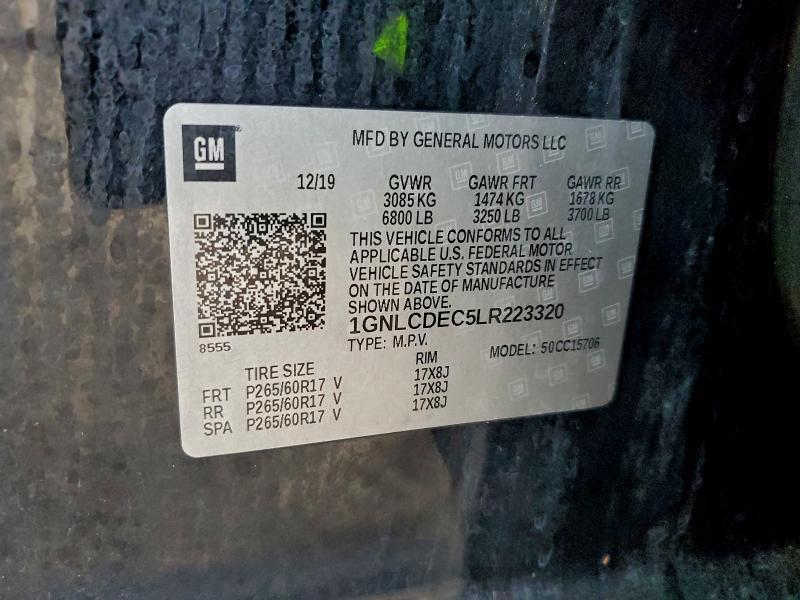 GM
MFD BY GENERAL MOTORS LLC
12/19 GVWR GAWR FRT GAWR RR
3085 KG 1474 KG 1678 KG
6800 LB 3250 LB 3700 LB
THIS VEHICLE CONFORMS TO ALL
APPLICABLE U.S. FEDERAL MOTOR
VEHICLE SAFETY STANDARDS IN EFFECT
ON THE DATE OF MANUFACTURE
SHOWN ABOVE.
1GNLCDEC5LR223320
8555 TYPE: M.P.V. MODEL: 50CC15706
TIRE SIZE RIM
FRT P265/60R17 V 17X8J
RR P265/60R17 V 17X8J
SPA P265/60R17 V 17X8J